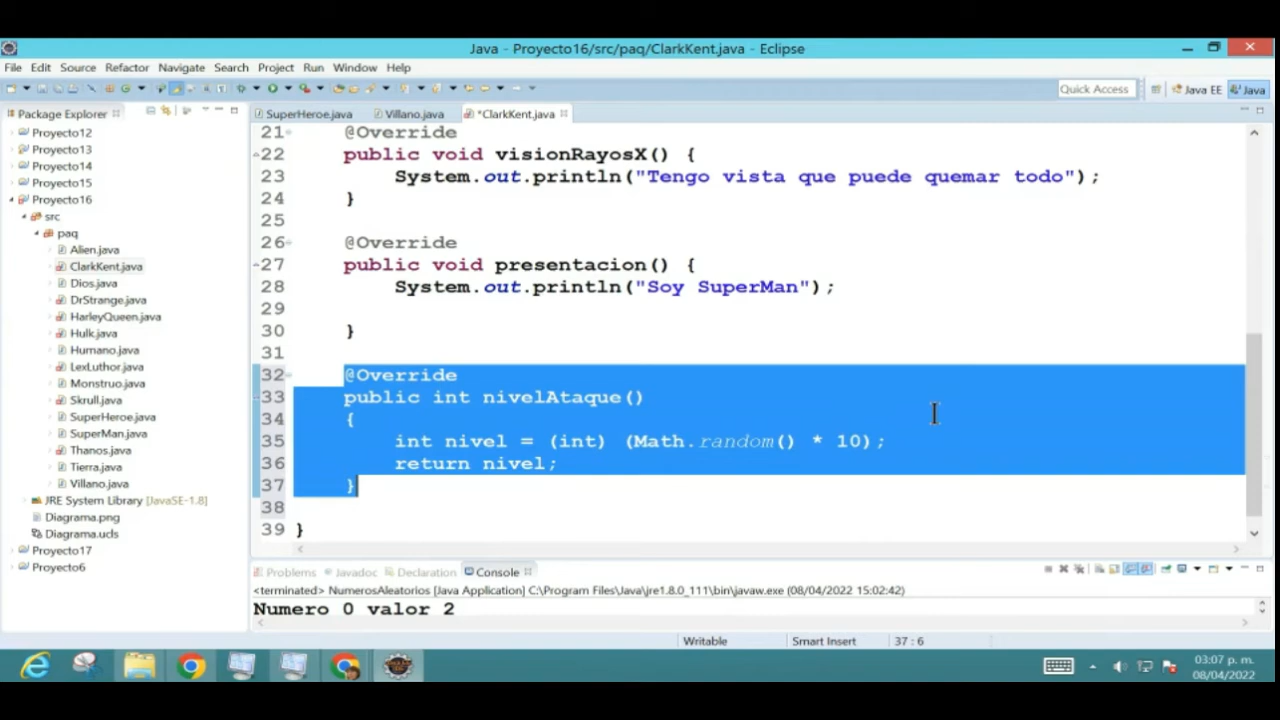 Java - Proyecto16/src/paq/ClarkKent.java - Eclipse
File Edit Source Refactor Navigate Search Project Run Window Help
Quick Access
Java EE
Java
Package Explorer
SuperHeroe.java
Villano.java
*ClarkKent.java
Proyecto12
Proyecto13
Proyecto14
Proyecto15
Proyecto16
src
paq
Alien.java
ClarkKent.java
Dios.java
DrStrange.java
HarleyQueen.java
Hulk.java
Humano.java
LexLuthor.java
Monstruo.java
Skrull.java
SuperHeroe.java
SuperMan.java
Thanos.java
Tierra.java
Villano.java
JRE System Library [JavaSE-1.8]
Diagrama.png
Diagrama.ucls
Proyecto17
Proyecto6
21 @Override
22 public void visionRayosX() {
23 System.out.println("Tengo vista que puede quemar todo");
24 }
25
26 @Override
27 public void presentacion() {
28 System.out.println("Soy SuperMan");
29
30 }
31
32 @Override
33 public int nivelAtaque()
34 {
35 int nivel = (int) (Math.random() * 10);
36 return nivel;
37 }
38
39 }
Problems Javadoc Declaration Console
<terminated> NumerosAleatorios [Java Application] C:\Program Files\Java\jre1.8.0_111\bin\javaw.exe (08/04/2022 15:02:42)
Numero 0 valor 2
Writable
Smart Insert
37 : 6
03:07 p. m.
08/04/2022